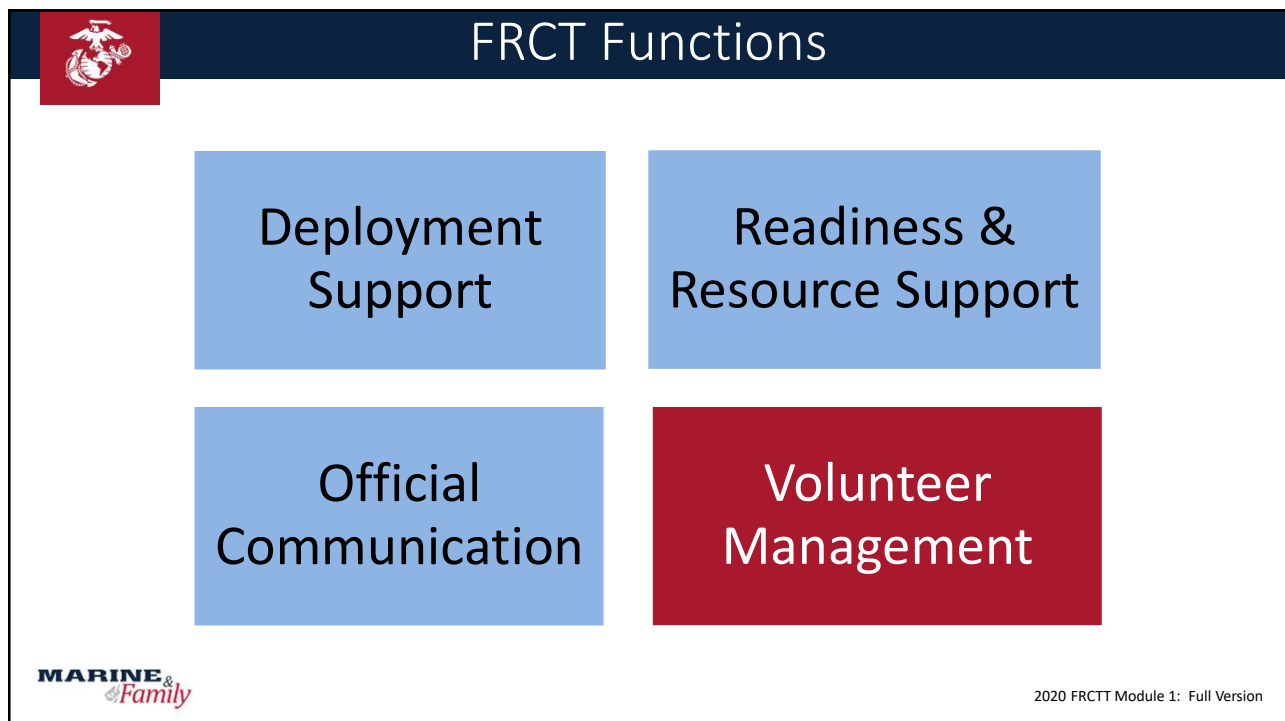 FRCT Functions
Deployment
Support
Readiness &
Resource Support
Official
Communication
Volunteer
Management
MARINE &
Family
2020 FRCTT Module 1: Full Version